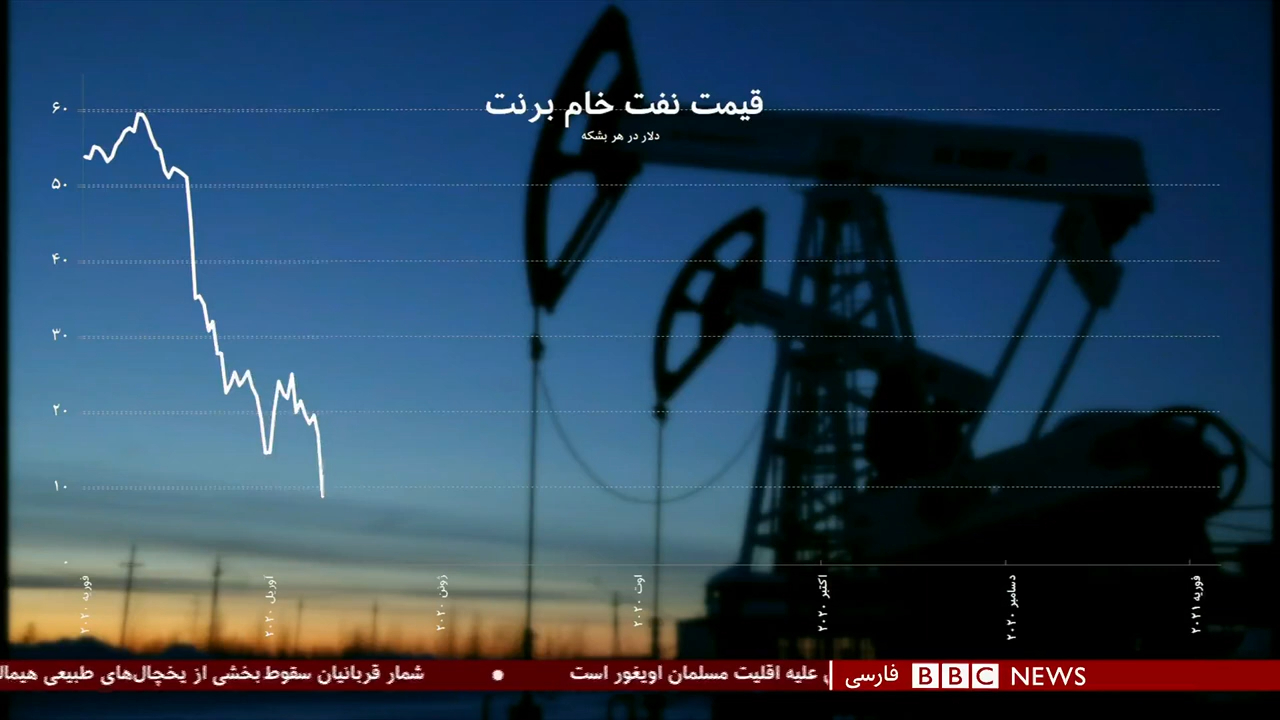 قیمت نفت خام برنت
دلار در هر بشکه
۶۰
۵۰
۴۰
۳۰
۲۰
۱۰
۰
فوریه ۲۰۲۰
آوریل ۲۰۲۰
ژوئن ۲۰۲۰
اوت ۲۰۲۰
اکتبر ۲۰۲۰
دسامبر ۲۰۲۰
فوریه ۲۰۲۱
BBC NEWS فارسی
علیه اقلیت مسلمان اویغور است • شمار قربانیان سقوط بخشی از یخچال‌های طبیعی